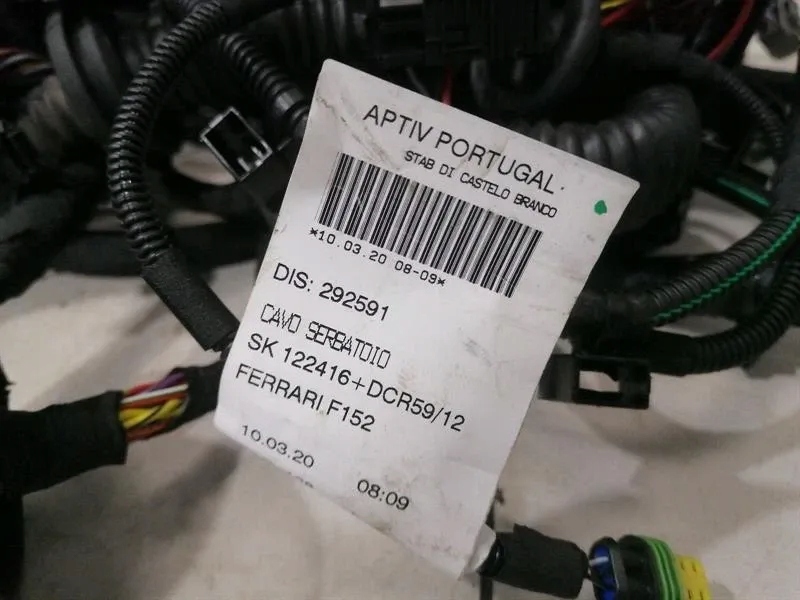 APTIV PORTUGAL.
STAB DI CASTELO BRANCO
*10.03.20 08-09*
DIS: 292591
CAVO SERBATOIO
SK 122416+DCR59/12
FERRARI F152
10.03.20 08:09